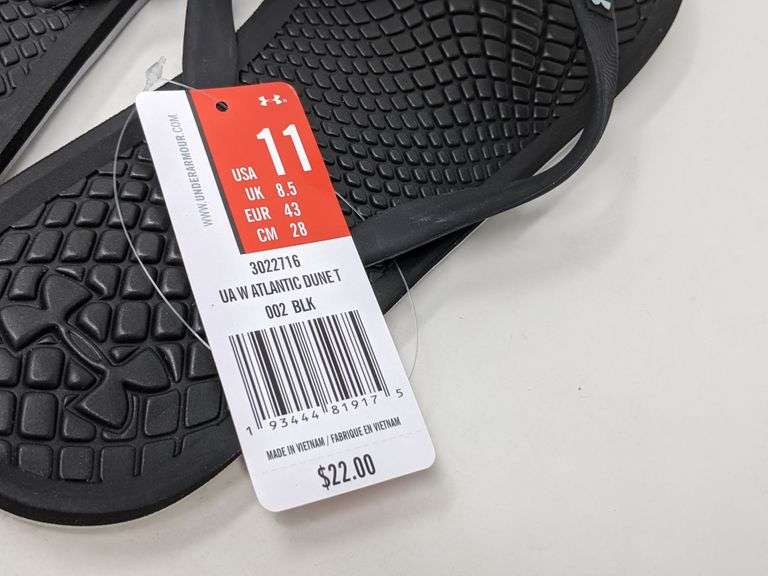 WWW.UNDERARMOUR.COM
USA 11
UK 8.5
EUR 43
CM 28
3022716
UA W ATLANTIC DUNE T
002 BLK
1 93444 81917 5
MADE IN VIETNAM / FABRIQUE EN VIETNAM
$22.00